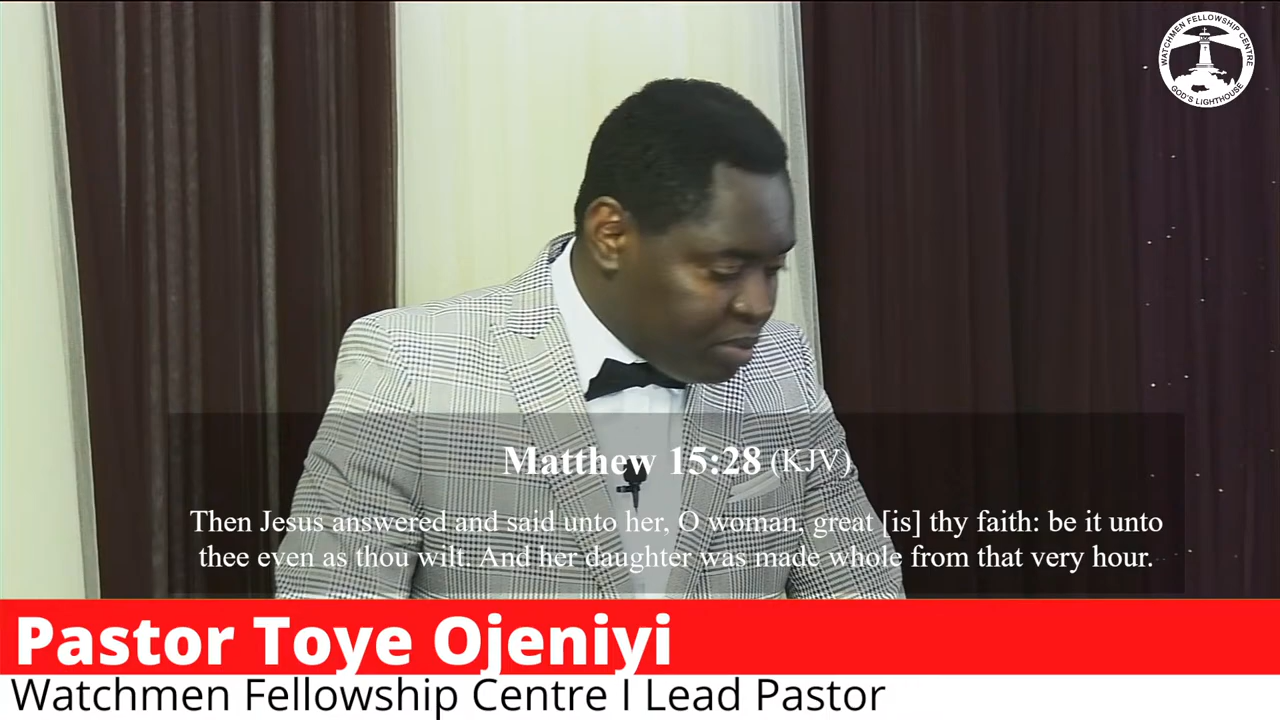 WATCHMEN FELLOWSHIP CENTRE
GOD'S LIGHTHOUSE
Matthew 15:28 (KJV)
Then Jesus answered and said unto her, O woman, great [is] thy faith: be it unto
thee even as thou wilt. And her daughter was made whole from that very hour.
Pastor Toye Ojeniyi
Watchmen Fellowship Centre I Lead Pastor